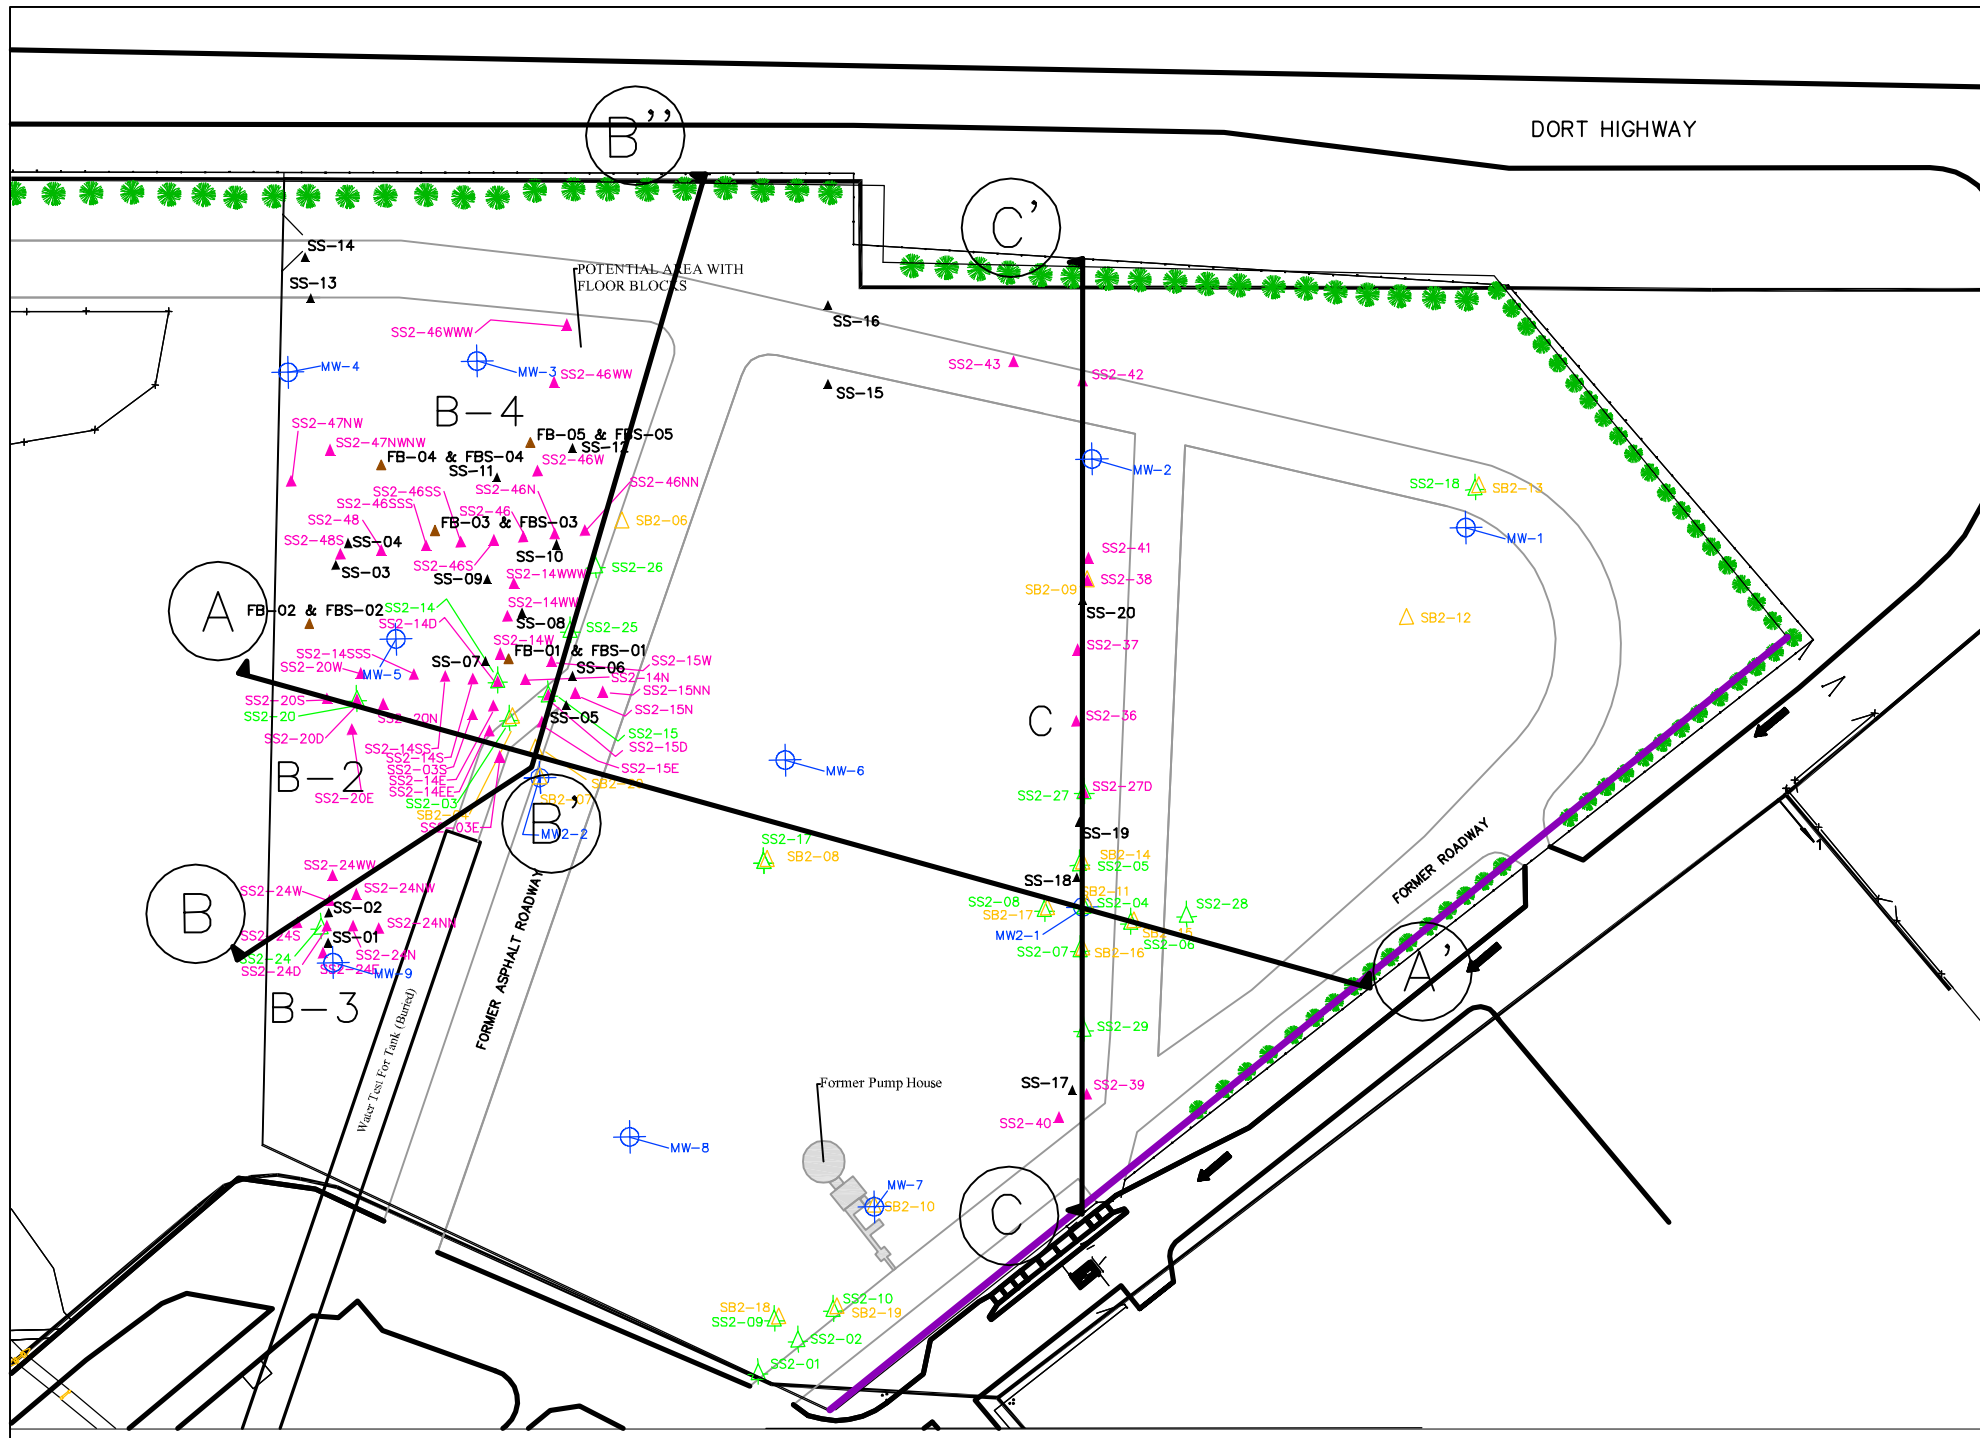 DORT HIGHWAY
B''
C'
SS-14
SS-13
POTENTIAL AREA WITH
FLOOR BLOCKS
SS-16
SS2-46WWW
MW-4
MW-3
SS2-46WW
SS2-43
SS2-42
SS-15
B-4
SS2-47NW
SS2-47NWNW
FB-05 & FBS-05
SS-12
FB-04 & FBS-04
SS-11
SS2-46W
MW-2
SS2-46NN
SS2-18
SB2-13
SS2-46SS
SS2-46N
SS2-46SSS
SS2-46
SS2-48
FB-03 & FBS-03
SB2-06
MW-1
SS2-48S
SS-04
SS-10
SS2-41
SS-03
SS2-46S
SS2-26
SS-09
SS2-14WWW
SS2-38
SB2-09
A
FB-02 & FBS-02
SS2-14
SS2-14WW
SS-20
SB2-12
SS2-14D
SS-08
SS2-25
SS2-14W
SS2-37
SS2-14SSS
FB-01 & FBS-01
SS2-20W
SS-07
SS-06
SS2-15W
MW-5
SS2-14N
SS2-15NN
SS2-20S
SS2-15N
SS2-20
SS2-20N
SS-05
C
SS2-36
SS2-20D
SS2-15
SS2-14SS
SS2-15D
SS2-14S
SS2-03S
SS2-15E
MW-6
B-2
SS2-14E
SS2-14EE
SS2-27
SS2-27D
SS2-20E
SS2-03
SB2-07
SS2-03E
B'
MW2-2
SS-19
SS2-17
SB2-08
SB2-14
SS2-05
FORMER ROADWAY
SS2-24WW
SS-18
SS2-24W
SS2-24NW
SB2-11
B
SS-02
SS2-08
SS2-04
SS2-28
SB2-17
SS2-24S
SS2-24NN
MW2-1
SS-01
SS2-06
SS2-24
SS2-24N
SS2-07
SB2-16
SS2-24D
MW-9
A'
FORMER ASPHALT ROADWAY
B-3
Water Test For Tank (Buried)
SS2-29
Former Pump House
SS-17
SS2-39
SS2-40
MW-8
MW-7
SB2-10
C
SS2-10
SB2-18
SB2-19
SS2-09
SS2-02
SS2-01